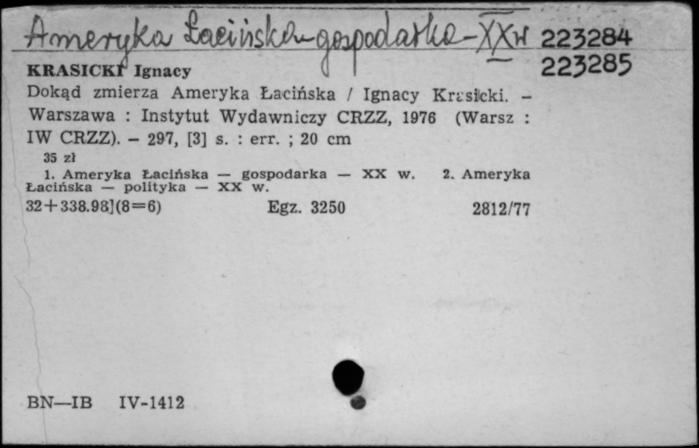 Ameryka Łacińska - gospodarka - XX w 223284
223285
KRASICKI Ignacy
Dokąd zmierza Ameryka Łacińska / Ignacy Krasicki. –
Warszawa : Instytut Wydawniczy CRZZ, 1976 (Warsz :
IW CRZZ). – 297, [3] s. : err. ; 20 cm
35 zł
1. Ameryka Łacińska — gospodarka — XX w. 2. Ameryka
Łacińska — polityka — XX w.
32+338.98](8=6) Egz. 3250 2812/77
BN—IB IV-1412